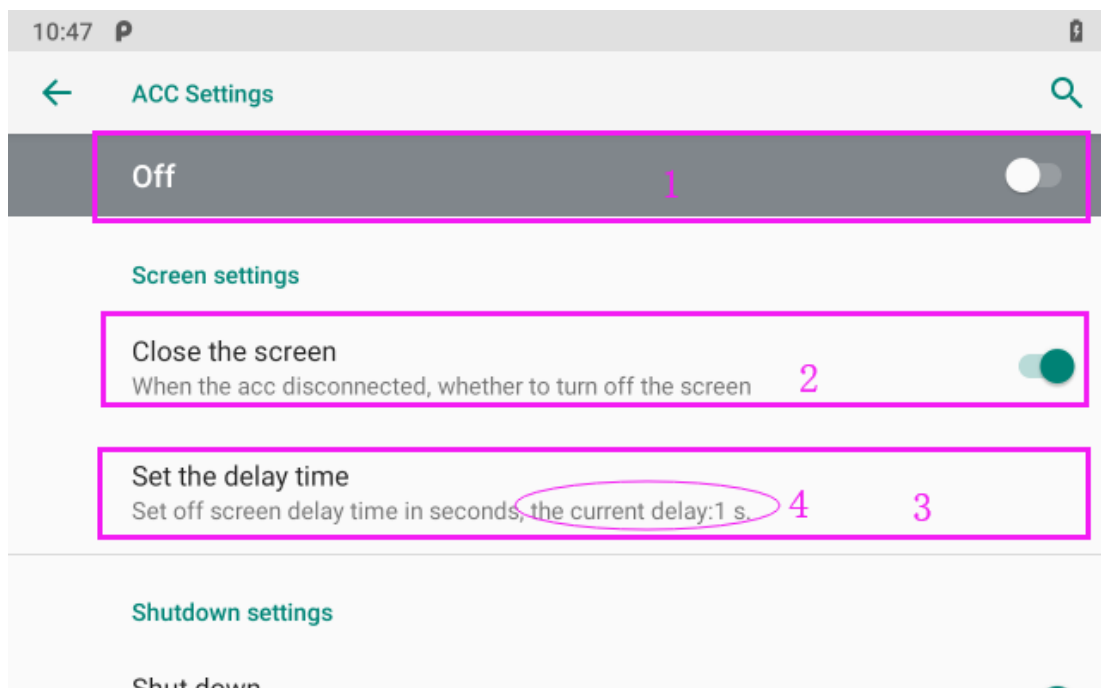 10:47
ACC Settings
Off
1
Screen settings
Close the screen
When the acc disconnected, whether to turn off the screen
2
Set the delay time
Set off screen delay time in seconds, the current delay:1 s.
4
3
Shutdown settings
Shut down